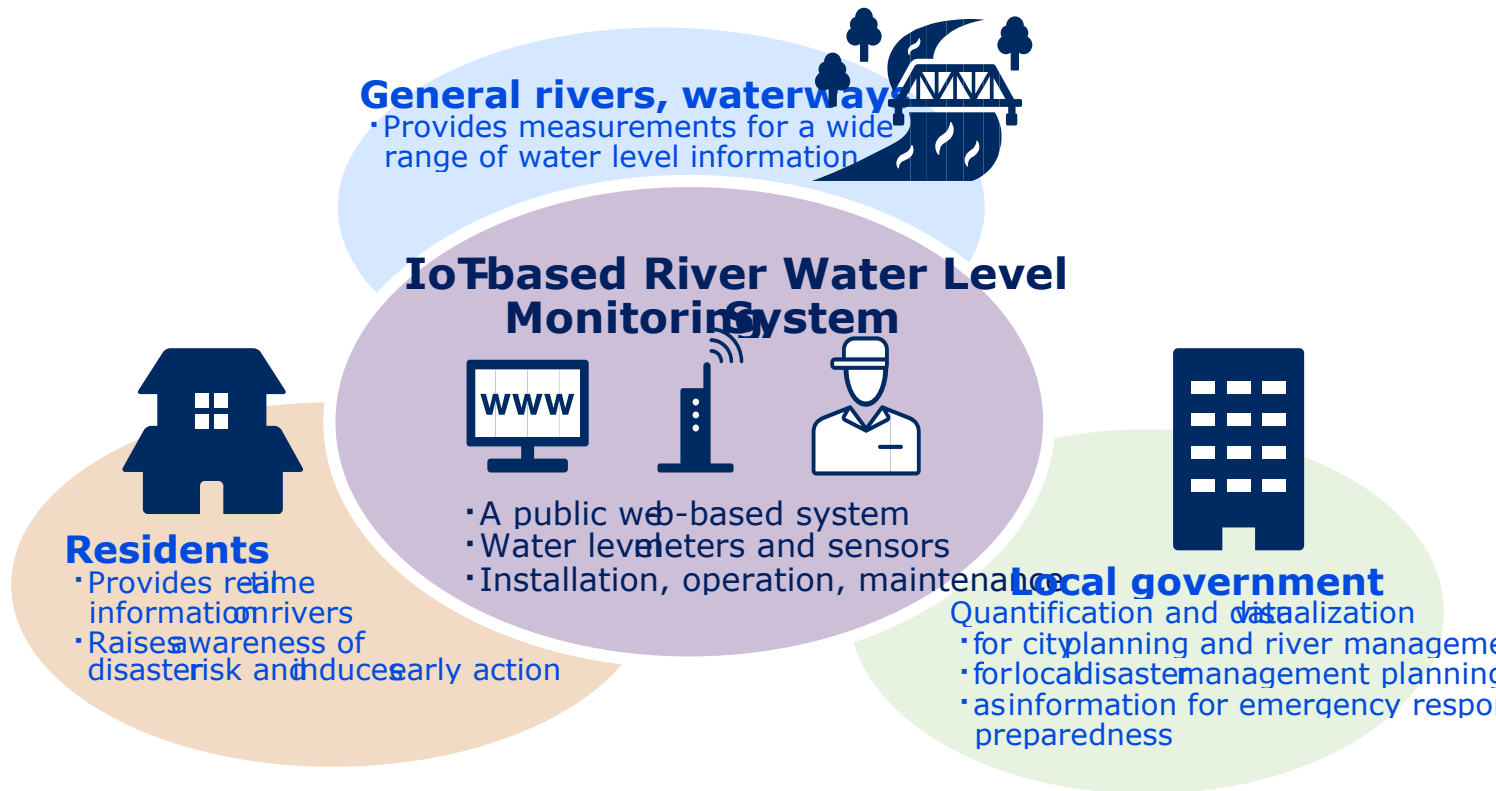 General rivers, waterways
･Provides measurements for a wide
range of water level information
IoT-based River Water Level
Monitoring System
WWW
･A public web-based system
･Water level meters and sensors
･Installation, operation, maintenance
Residents
･Provides real-time
information on rivers
･Raises awareness of
disaster risk and induces early action
Local government
Quantification and data visualization
･for city planning and river manageme
･for local disaster management planning
･as information for emergency respo
preparedness